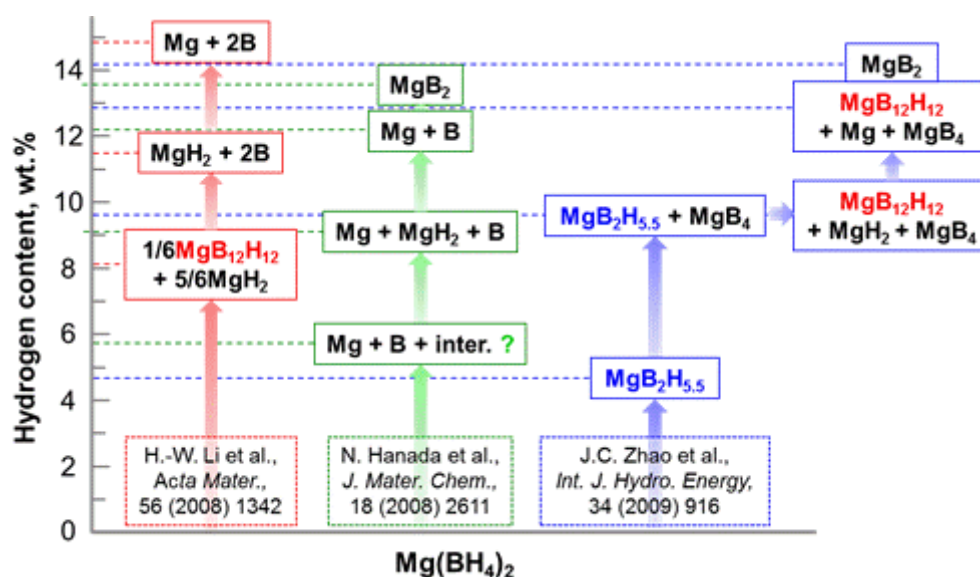 Hydrogen content, wt.%
14
12
10
8
6
4
2
0
Mg + 2B
MgH₂ + 2B
1/6MgB₁₂H₁₂
+ 5/6MgH₂
H.-W. Li et al.,
Acta Mater.,
56 (2008) 1342
MgB₂
Mg + B
Mg + MgH₂ + B
Mg + B + inter. ?
N. Hanada et al.,
J. Mater. Chem.,
18 (2008) 2611
MgB₂
MgB₁₂H₁₂
+ Mg + MgB₄
MgB₂H₅.₅ + MgB₄
MgB₁₂H₁₂
+ MgH₂ + MgB₄
MgB₂H₅.₅
J.C. Zhao et al.,
Int. J. Hydro. Energy,
34 (2009) 916
Mg(BH₄)₂